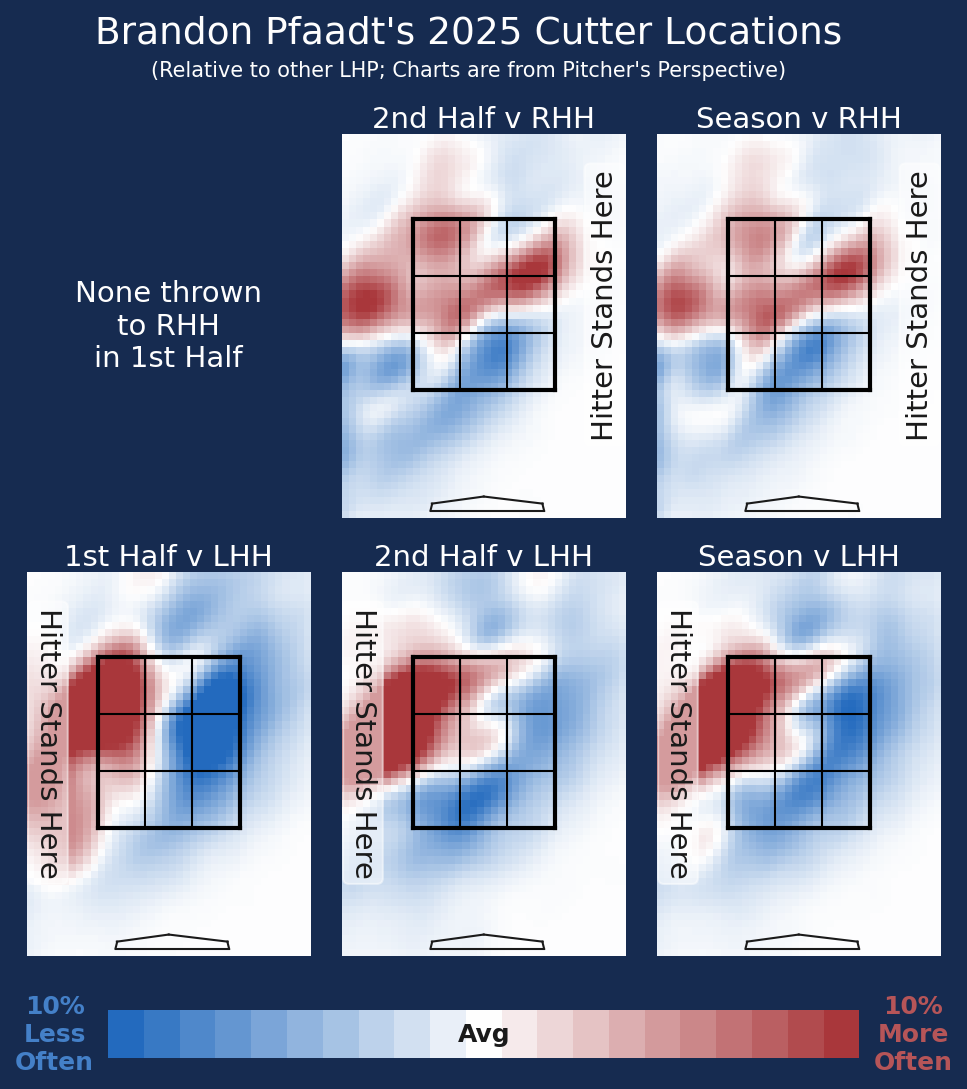 Brandon Pfaadt's 2025 Cutter Locations
(Relative to other LHP; Charts are from Pitcher's Perspective)
2nd Half v RHH
Season v RHH
None thrown
to RHH
in 1st Half
Hitter Stands Here
Hitter Stands Here
1st Half v LHH
2nd Half v LHH
Season v LHH
Hitter Stands Here
Hitter Stands Here
Hitter Stands Here
10%
Less
Often
Avg
10%
More
Often